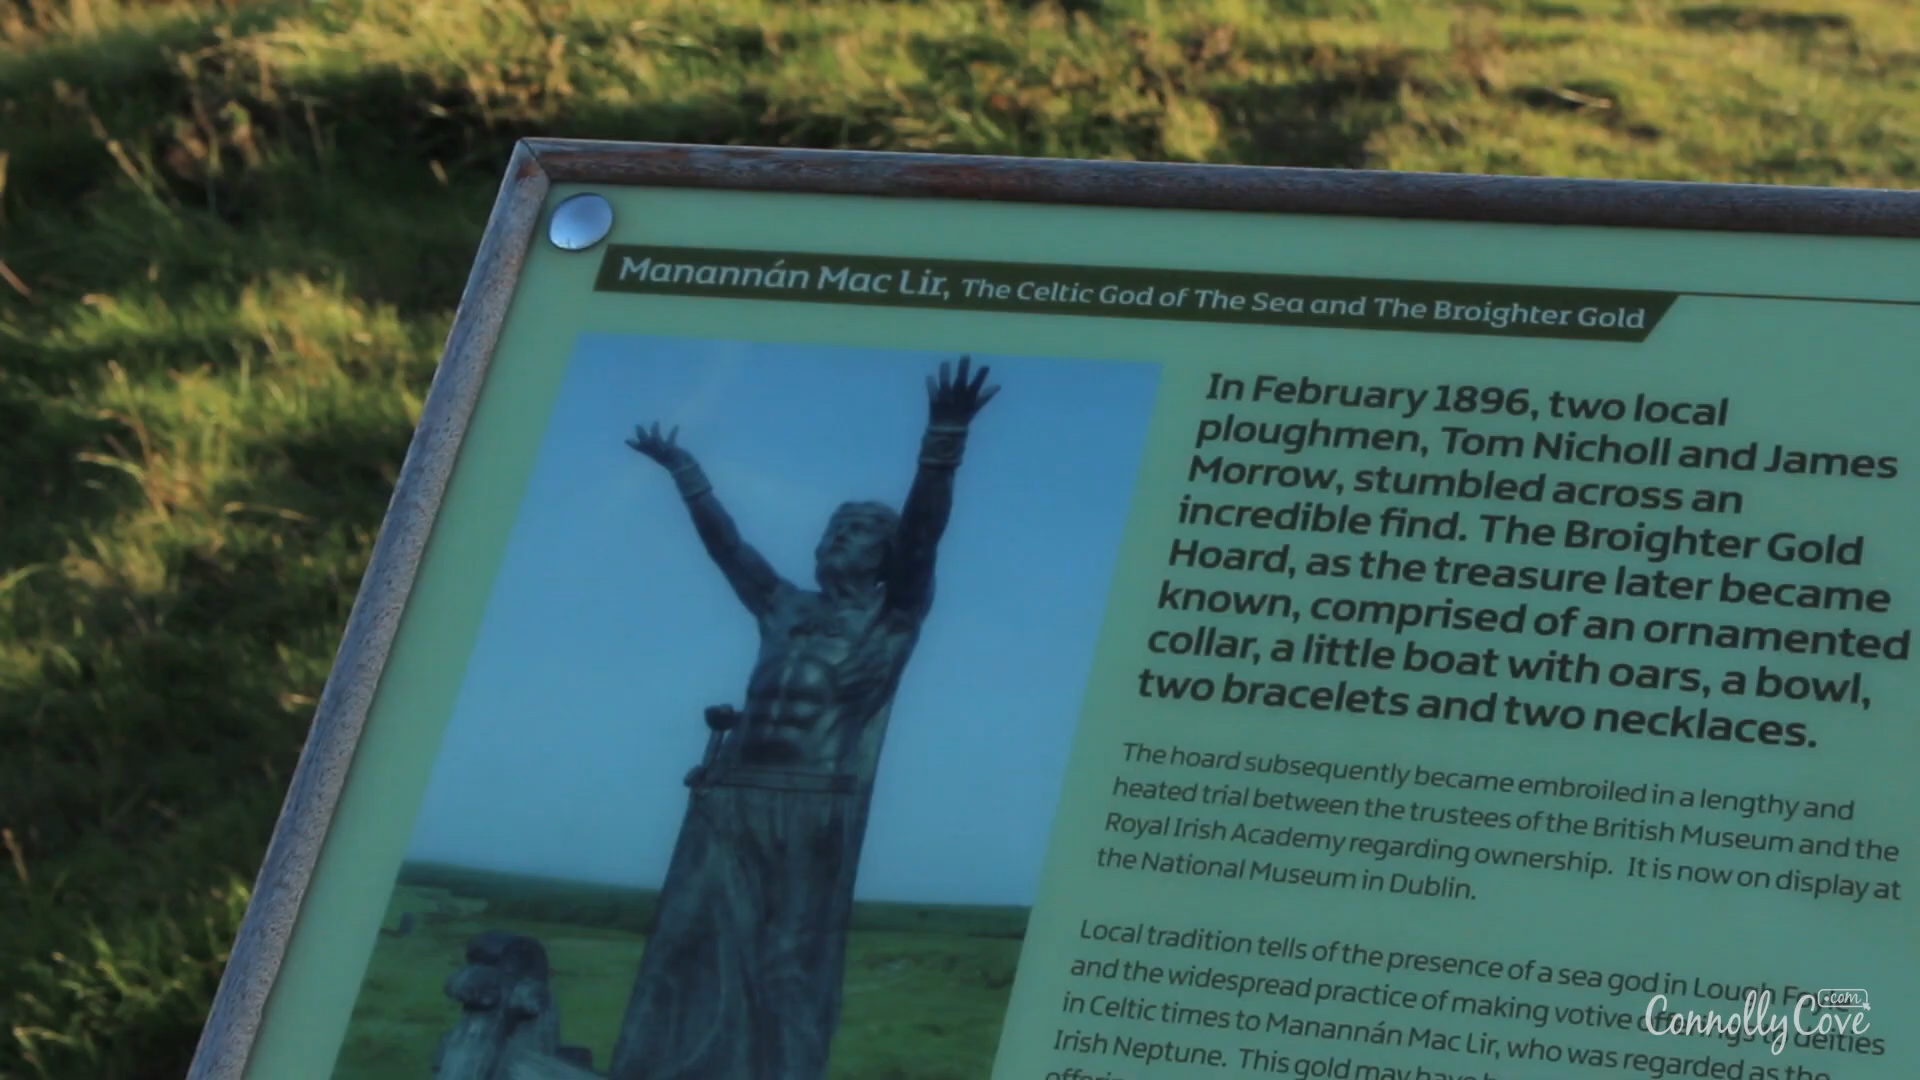 Manannán Mac Lir, The Celtic God of The Sea and The Broighter Gold
In February 1896, two local
ploughmen, Tom Nicholl and James
Morrow, stumbled across an
incredible find. The Broighter Gold
Hoard, as the treasure later became
known, comprised of an ornamented
collar, a little boat with oars, a bowl,
two bracelets and two necklaces.
The hoard subsequently became embroiled in a lengthy and
heated trial between the trustees of the British Museum and the
Royal Irish Academy regarding ownership. It is now on display at
the National Museum in Dublin.
Local tradition tells of the presence of a sea god in Lough Foyle
and the widespread practice of making votive offerings to deities
in Celtic times to Manannán Mac Lir, who was regarded as the
Irish Neptune. This gold may have
ConnollyCove .com